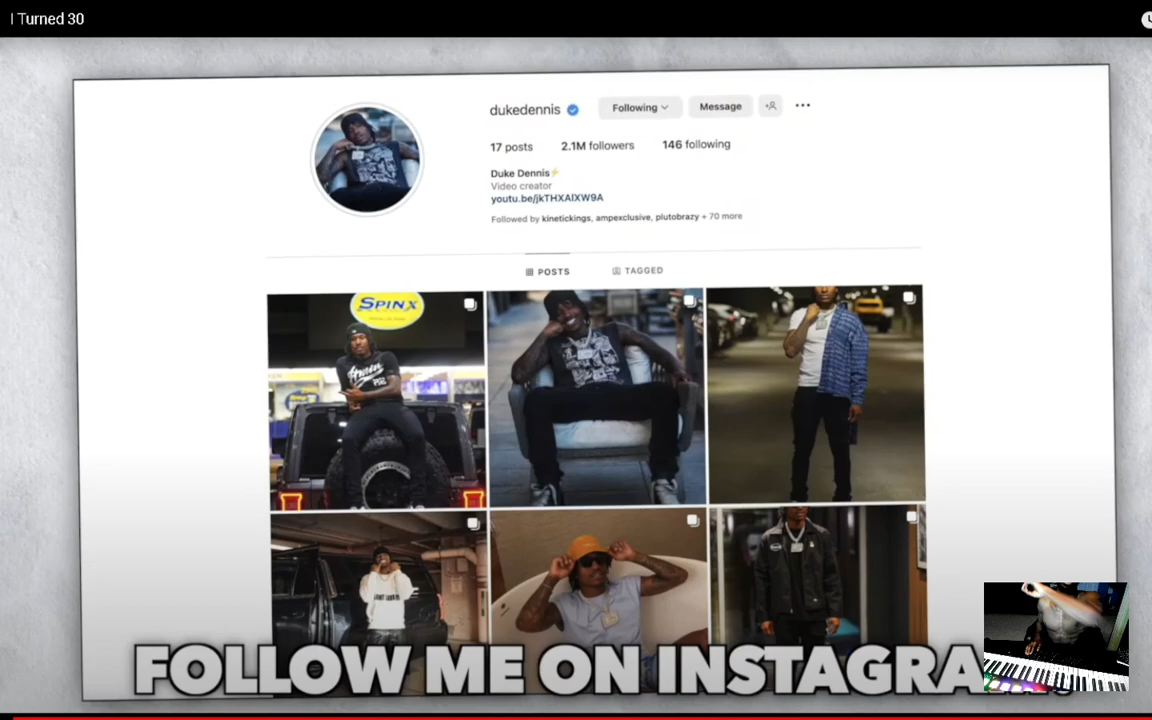 I Turned 30
dukedennis
Following
Message
17 posts
2.1M followers
146 following
Duke Dennis⚡
Video creator
youtu.be/jkTHXAlXW9A
Followed by kinetickings, ampexclusive, plutobrazy + 70 more
POSTS
TAGGED
SPINX
FOLLOW ME ON INSTAGRA